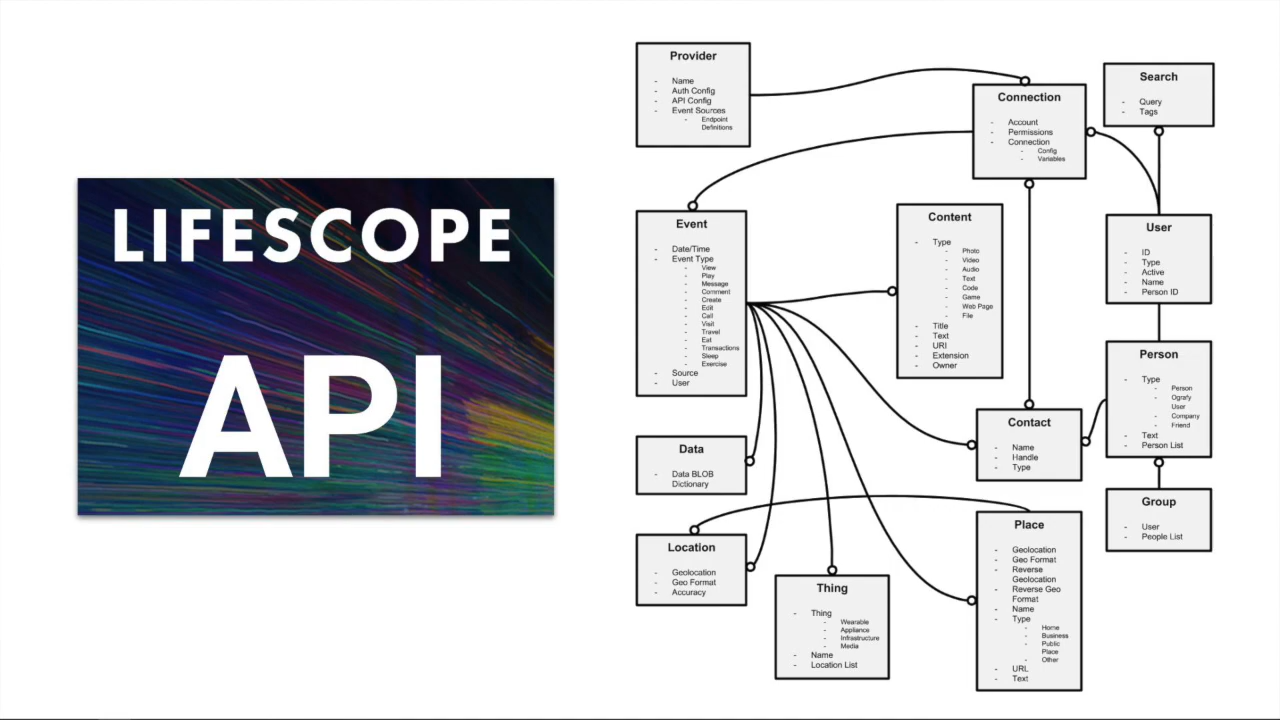 LIFESCOPE
API
Provider
- Name
- Auth Config
- API Config
- Event Sources
- Endpoint
Definitions
Connection
- Account
- Permissions
- Connection
- Config
- Variables
Search
- Query
- Tags
Event
- Date/Time
- Event Type
- View
- Play
- Message
- Comment
- Create
- Edit
- Call
- Visit
- Travel
- Eat
- Transactions
- Sleep
- Exercise
- Source
- User
Content
- Type
- Photo
- Video
- Audio
- Text
- Code
- Game
- Web Page
- File
- Title
- Text
- URI
- Extension
- Owner
User
- ID
- Type
- Active
- Name
- Person ID
Person
- Type
- Person
- Ografy
User
- Company
- Friend
- Text
- Person List
Contact
- Name
- Handle
- Type
Data
- Data BLOB
Dictionary
Group
- User
- People List
Location
- Geolocation
- Geo Format
- Accuracy
Thing
- Thing
- Wearable
- Appliance
- Infrastructure
- Media
- Name
- Location List
Place
- Geolocation
- Geo Format
- Reverse
Geolocation
- Reverse Geo
Format
- Name
- Type
- Home
- Business
- Public
Place
- Other
- URL
- Text